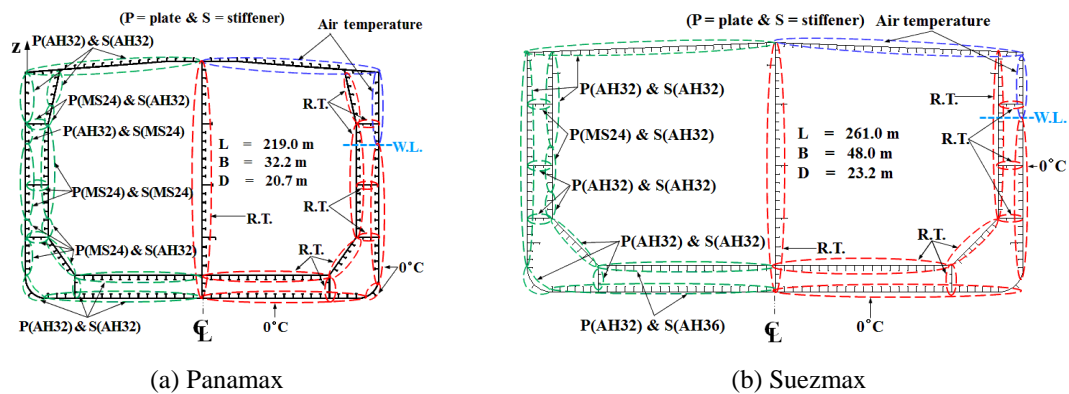 (P = plate & S = stiffener)
Air temperature
Z
P(AH32) & S(AH32)
P(MS24) & S(AH32)
R.T.
P(AH32) & S(MS24)
L = 219.0 m
W.L.
B = 32.2 m
D = 20.7 m
P(MS24) & S(MS24)
R.T.
R.T.
P(MS24) & S(AH32)
R.T.
0°C
P(AH32) & S(AH32)
0°C
℄
(a) Panamax
(P = plate & S = stiffener)
Air temperature
P(AH32) & S(AH32)
R.T.
R.T.
W.L.
P(MS24) & S(AH32)
L = 261.0 m
B = 48.0 m
D = 23.2 m
R.T.
0°C
P(AH32) & S(AH32)
P(AH32) & S(AH32)
R.T.
R.T.
P(AH32) & S(AH36)
0°C
℄
(b) Suezmax